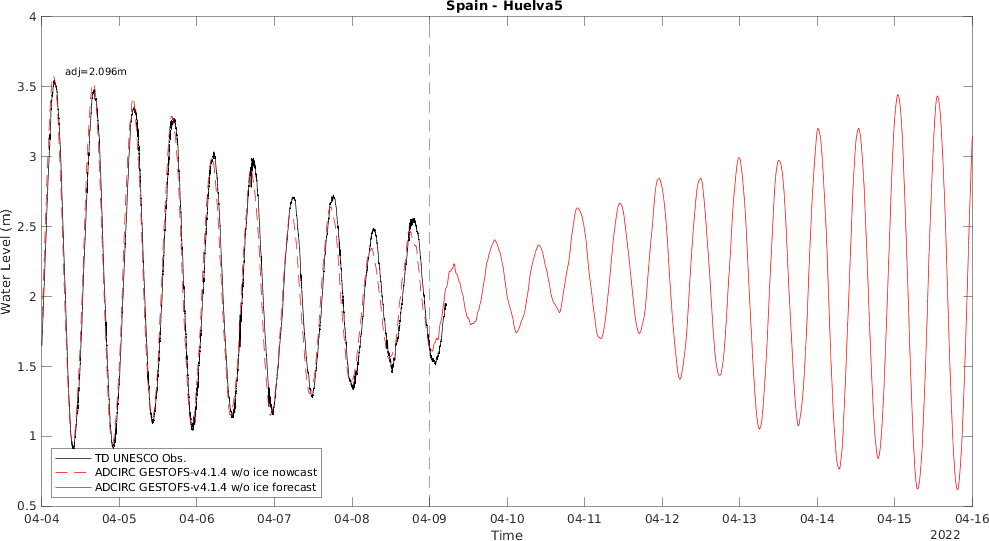 Spain - Huelva5
adj=2.096m
Water Level (m)
4
3.5
3
2.5
2
1.5
1
0.5
TD UNESCO Obs.
ADCIRC GESTOFS-v4.1.4 w/o ice nowcast
ADCIRC GESTOFS-v4.1.4 w/o ice forecast
04-04 04-05 04-06 04-07 04-08 04-09 04-10 04-11 04-12 04-13 04-14 04-15 04-16
Time
2022